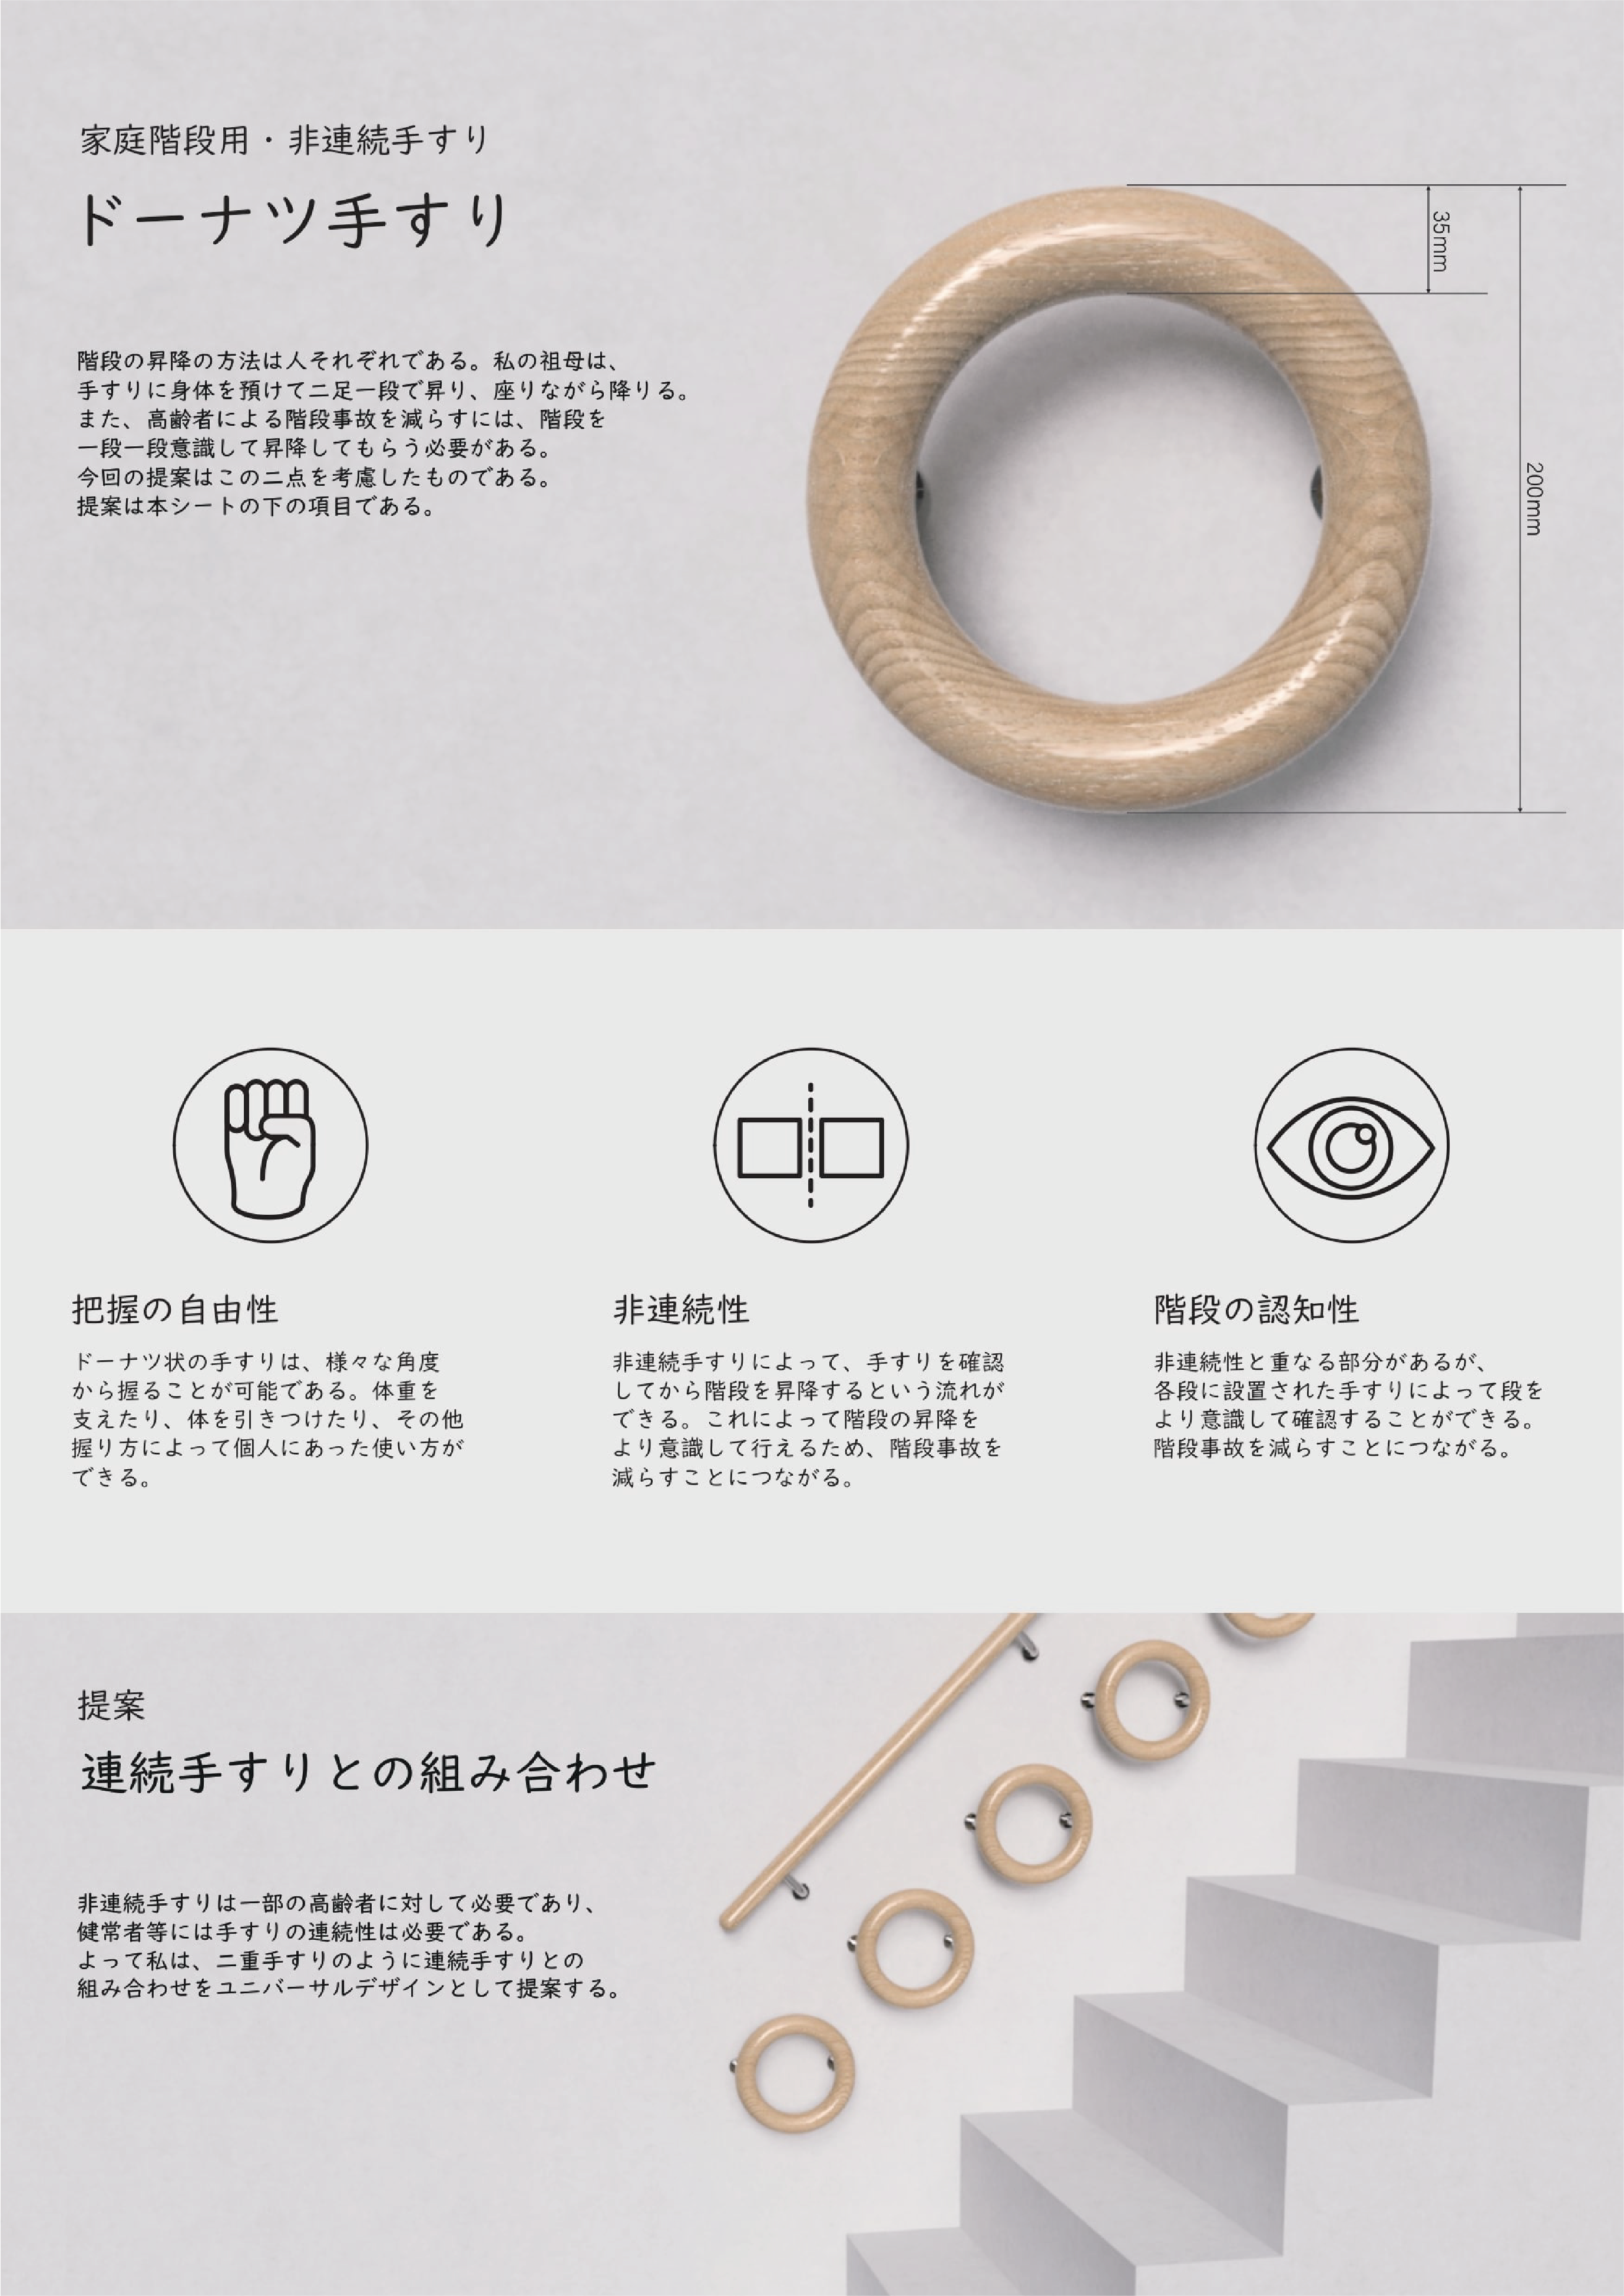 家庭階段用・非連続手すり
ドーナツ手すり
階段の昇降の方法は人それぞれである。私の祖母は、
手すりに身体を預けて二足一段で昇り、座りながら降りる。
また、高齢者による階段事故を減らすには、階段を
一段一段意識して昇降してもらう必要がある。
今回の提案はこの二点を考慮したものである。
提案は本シートの下の項目である。
35mm
200mm
把握の自由性
ドーナツ状の手すりは、様々な角度
から握ることが可能である。体重を
支えたり、体を引きつけたり、その他
握り方によって個人にあった使い方が
できる。
非連続性
非連続手すりによって、手すりを確認
してから階段を昇降するという流れが
できる。これによって階段の昇降を
より意識して行えるため、階段事故を
減らすことにつながる。
階段の認知性
非連続性と重なる部分があるが、
各段に設置された手すりによって段を
より意識して確認することができる。
階段事故を減らすことにつながる。
提案
連続手すりとの組み合わせ
非連続手すりは一部の高齢者に対して必要であり、
健常者等には手すりの連続性は必要である。
よって私は、二重手すりのように連続手すりとの
組み合わせをユニバーサルデザインとして提案する。